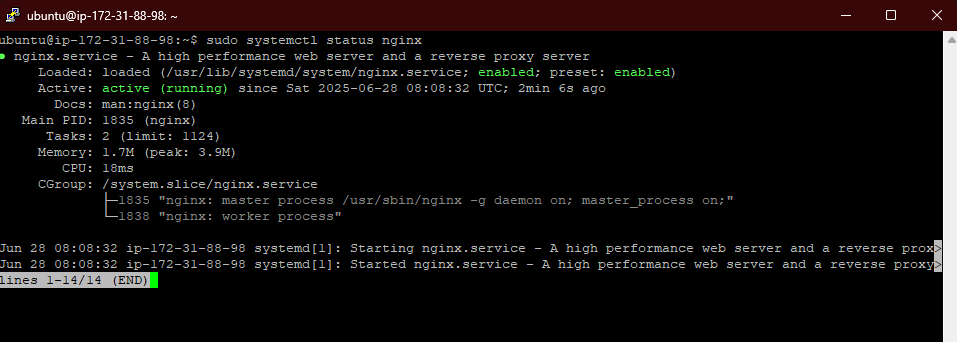 ubuntu@ip-172-31-88-98: ~
ubuntu@ip-172-31-88-98:~$ sudo systemctl status nginx
● nginx.service - A high performance web server and a reverse proxy server
     Loaded: loaded (/usr/lib/systemd/system/nginx.service; enabled; preset: enabled)
     Active: active (running) since Sat 2025-06-28 08:08:32 UTC; 2min 6s ago
       Docs: man:nginx(8)
   Main PID: 1835 (nginx)
      Tasks: 2 (limit: 1124)
     Memory: 1.7M (peak: 3.9M)
        CPU: 18ms
     CGroup: /system.slice/nginx.service
             ├─1835 "nginx: master process /usr/sbin/nginx -g daemon on; master_process on;"
             └─1838 "nginx: worker process"
Jun 28 08:08:32 ip-172-31-88-98 systemd[1]: Starting nginx.service - A high performance web server and a reverse prox>
Jun 28 08:08:32 ip-172-31-88-98 systemd[1]: Started nginx.service - A high performance web server and a reverse proxy>
lines 1-14/14 (END)